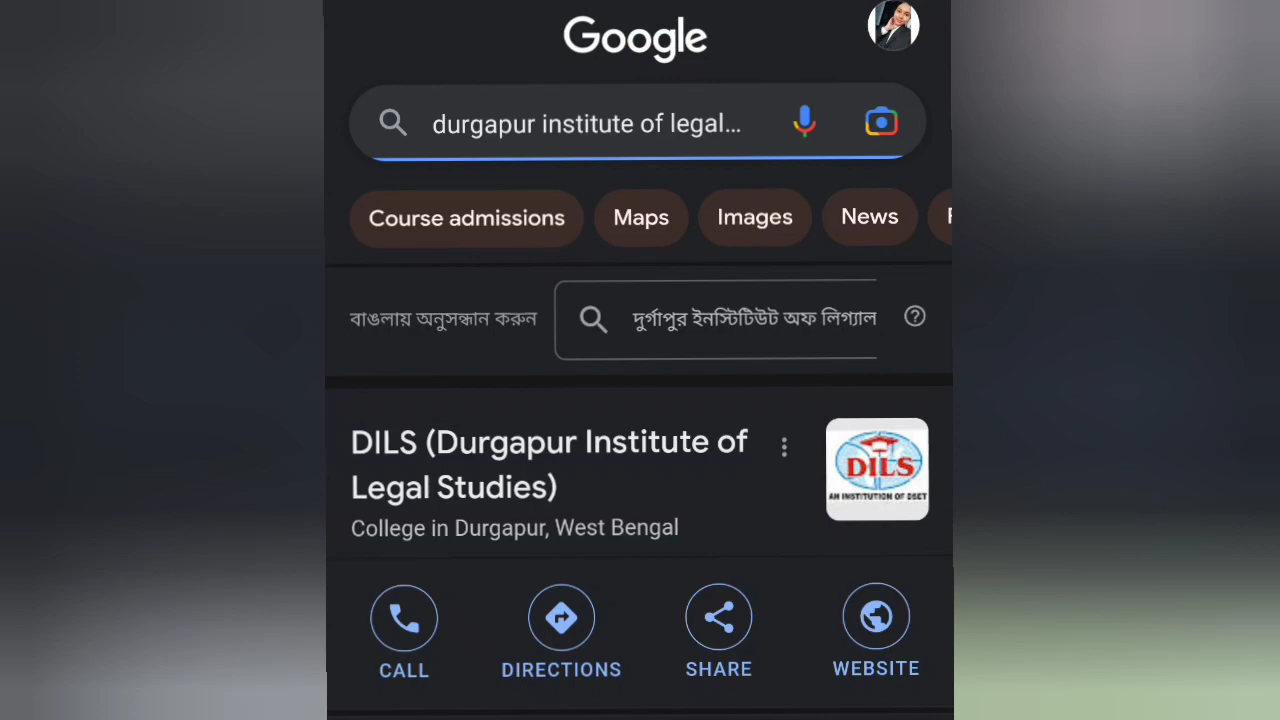 Google
durgapur institute of legal...
Course admissions Maps Images News
বাঙলায় অনুসন্ধান করুন দুর্গাপুর ইনস্টিটিউট অফ লিগ্যাল
DILS (Durgapur Institute of
Legal Studies)
DILS
AN INSTITUTION OF DSET
College in Durgapur, West Bengal
CALL DIRECTIONS SHARE WEBSITE